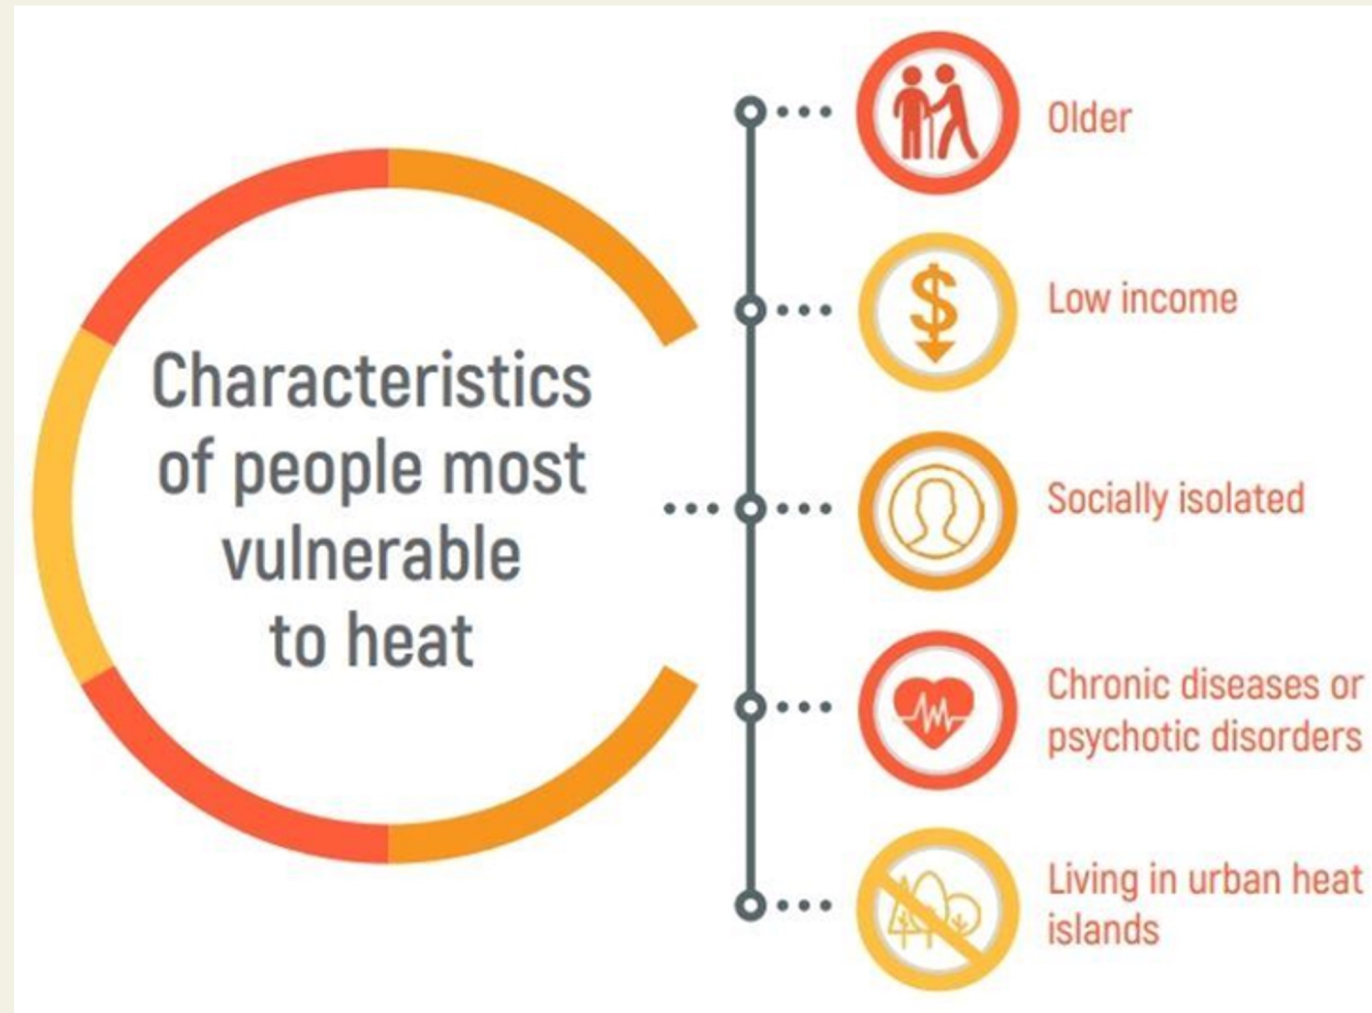 Characteristics
of people most
vulnerable
to heat
Older
Low income
Socially isolated
Chronic diseases or
psychotic disorders
Living in urban heat
islands